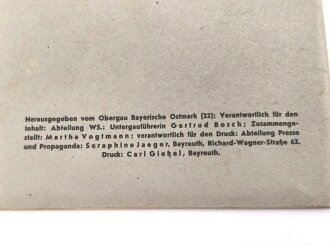 Herausgegeben vom Obergau Bayerische Ostmark (22); Verantwortlich für den
Inhalt: Abteilung WS.: Untergauführerin Gertrud Bosch; Zusammenge-
stellt: Martha Vogtmann; verantwortlich für den Druck: Abteilung Presse
und Propaganda: Seraphine Jaeger, Bayreuth, Richard-Wagner-Straße 62.
Druck: Carl Gießel, Bayreuth.